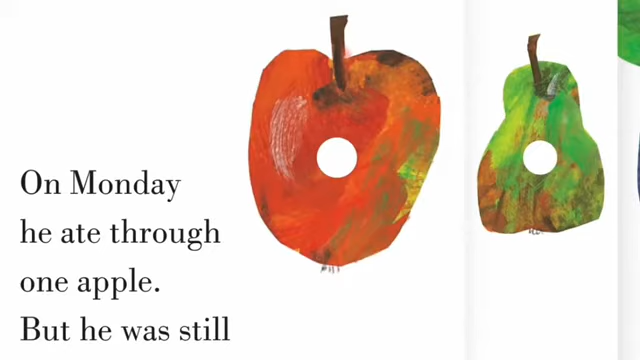 On Monday
he ate through
one apple.
But he was still